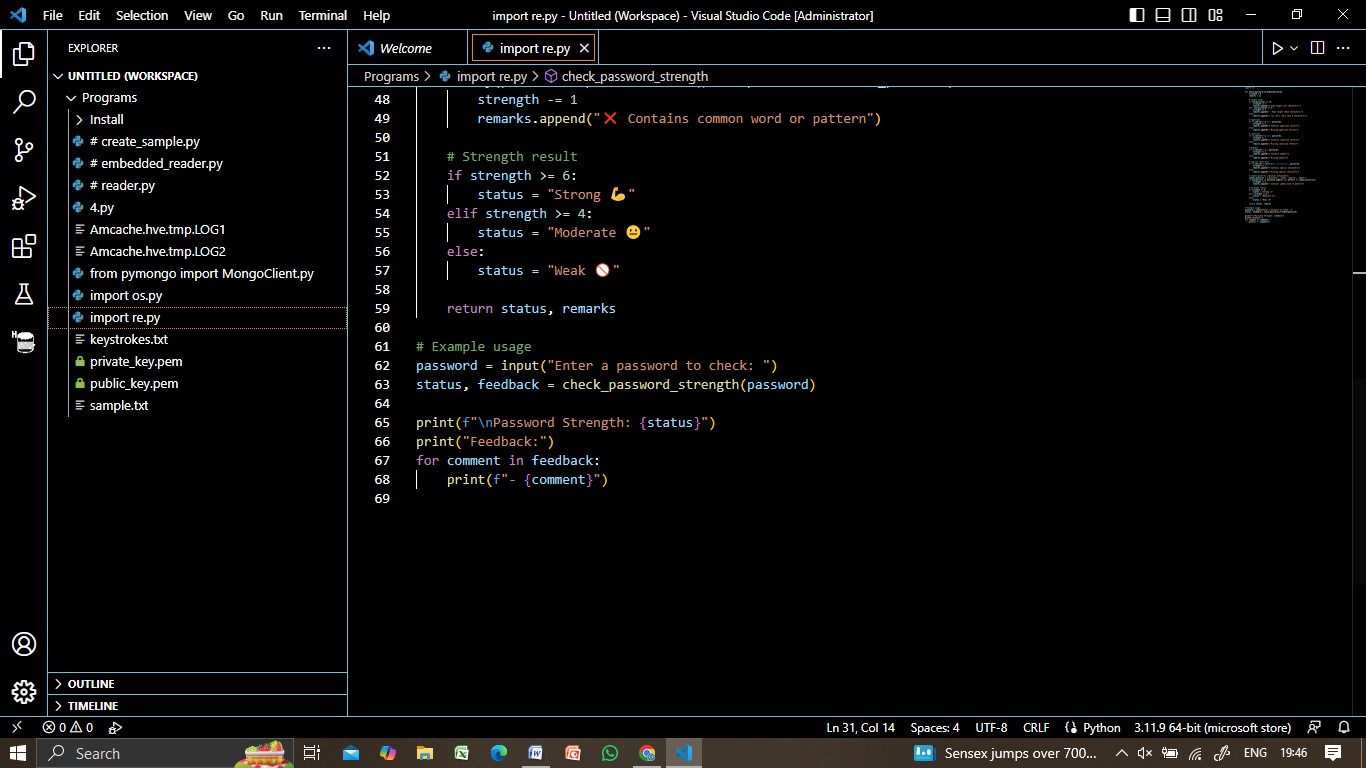 File Edit Selection View Go Run Terminal Help import re.py - Untitled (Workspace) - Visual Studio Code [Administrator]
EXPLORER
UNTITLED (WORKSPACE)
Programs
Install
# create_sample.py
# embedded_reader.py
# reader.py
4.py
Amcache.hve.tmp.LOG1
Amcache.hve.tmp.LOG2
from pymongo import MongoClient.py
import os.py
import re.py
keystrokes.txt
private_key.pem
public_key.pem
sample.txt
OUTLINE
TIMELINE
Welcome import re.py
Programs > import re.py > check_password_strength
48 strength -= 1
49 remarks.append("❌ Contains common word or pattern")
50
51 # Strength result
52 if strength >= 6:
53 status = "Strong 💪"
54 elif strength >= 4:
55 status = "Moderate 😐"
56 else:
57 status = "Weak 🚫"
58
59 return status, remarks
60
61 # Example usage
62 password = input("Enter a password to check: ")
63 status, feedback = check_password_strength(password)
64
65 print(f"\nPassword Strength: {status}")
66 print("Feedback:")
67 for comment in feedback:
68 print(f"- {comment}")
69
0 0 Ln 31, Col 14 Spaces: 4 UTF-8 CRLF Python 3.11.9 64-bit (microsoft store)
Search Sensex jumps over 700... ENG 19:46